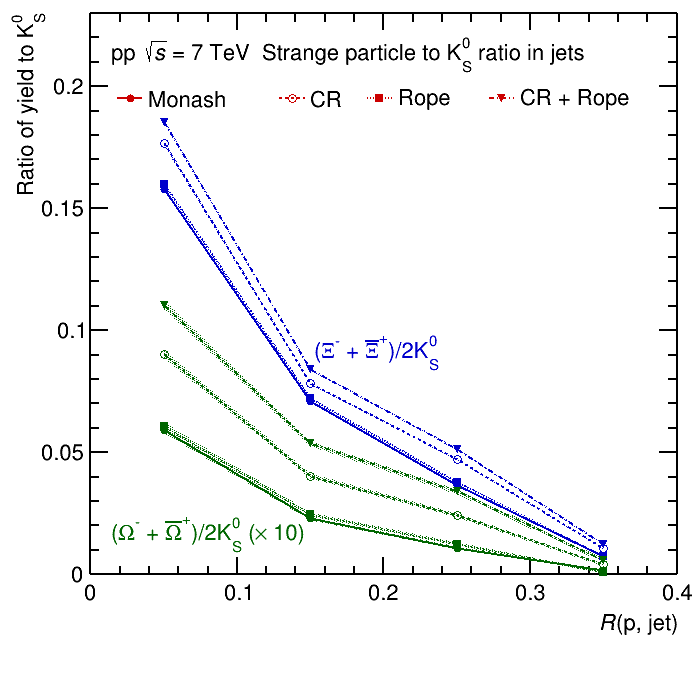 Ratio of yield to K⁰_S
pp √s = 7 TeV Strange particle to K⁰_S ratio in jets
Monash CR Rope CR + Rope
0.2
0.15
0.1
0.05
0
(Ξ⁻ + Ξ̅⁺)/2K⁰_S
(Ω⁻ + Ω̅⁺)/2K⁰_S (× 10)
0 0.1 0.2 0.3 0.4
R(p, jet)